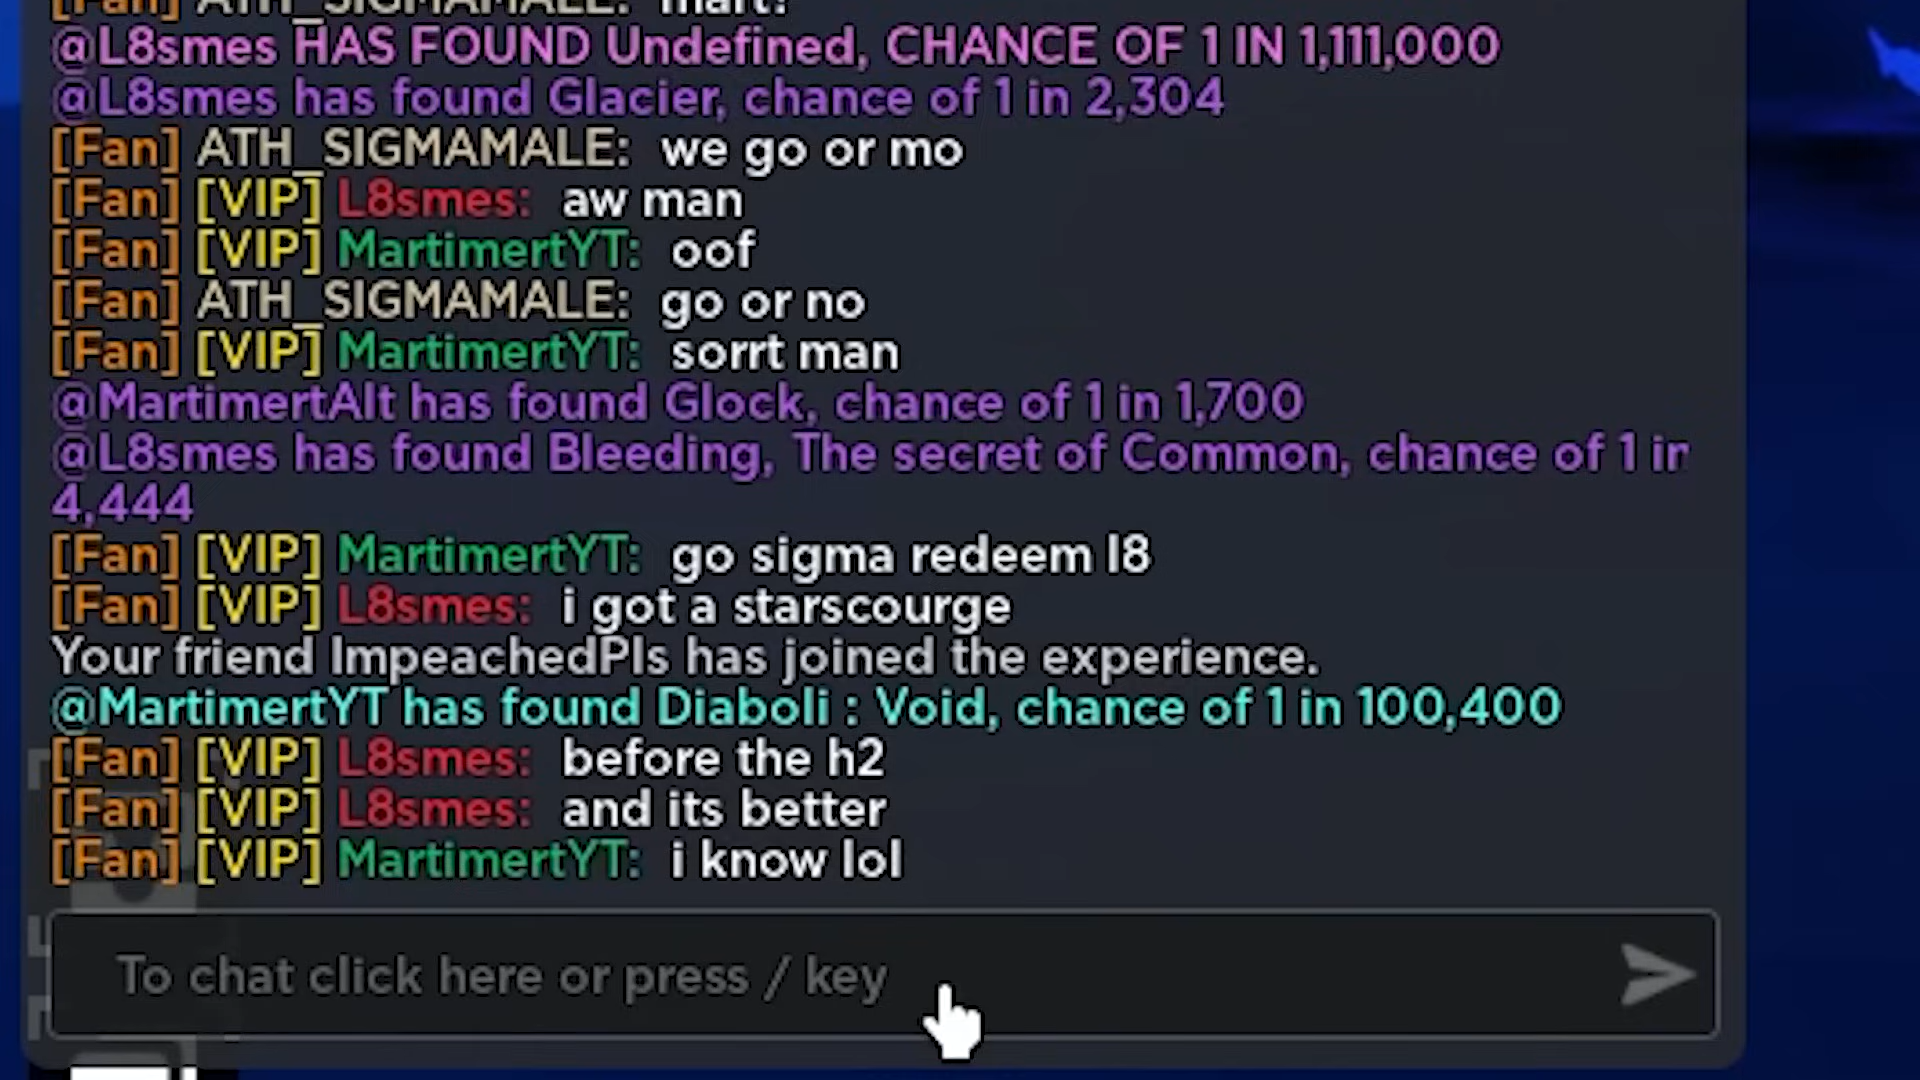 [Fan] ATH_SIGMAMALE: mart?
@L8smes HAS FOUND Undefined, CHANCE OF 1 IN 1,111,000
@L8smes has found Glacier, chance of 1 in 2,304
[Fan] ATH_SIGMAMALE: we go or mo
[Fan] [VIP] L8smes: aw man
[Fan] [VIP] MartimertYT: oof
[Fan] ATH_SIGMAMALE: go or no
[Fan] [VIP] MartimertYT: sorrt man
@MartimertAlt has found Glock, chance of 1 in 1,700
@L8smes has found Bleeding, The secret of Common, chance of 1 in
4,444
[Fan] [VIP] MartimertYT: go sigma redeem l8
[Fan] [VIP] L8smes: i got a starscourge
Your friend ImpeachedPls has joined the experience.
@MartimertYT has found Diaboli : Void, chance of 1 in 100,400
[Fan] [VIP] L8smes: before the h2
[Fan] [VIP] L8smes: and its better
[Fan] [VIP] MartimertYT: i know lol
To chat click here or press / key